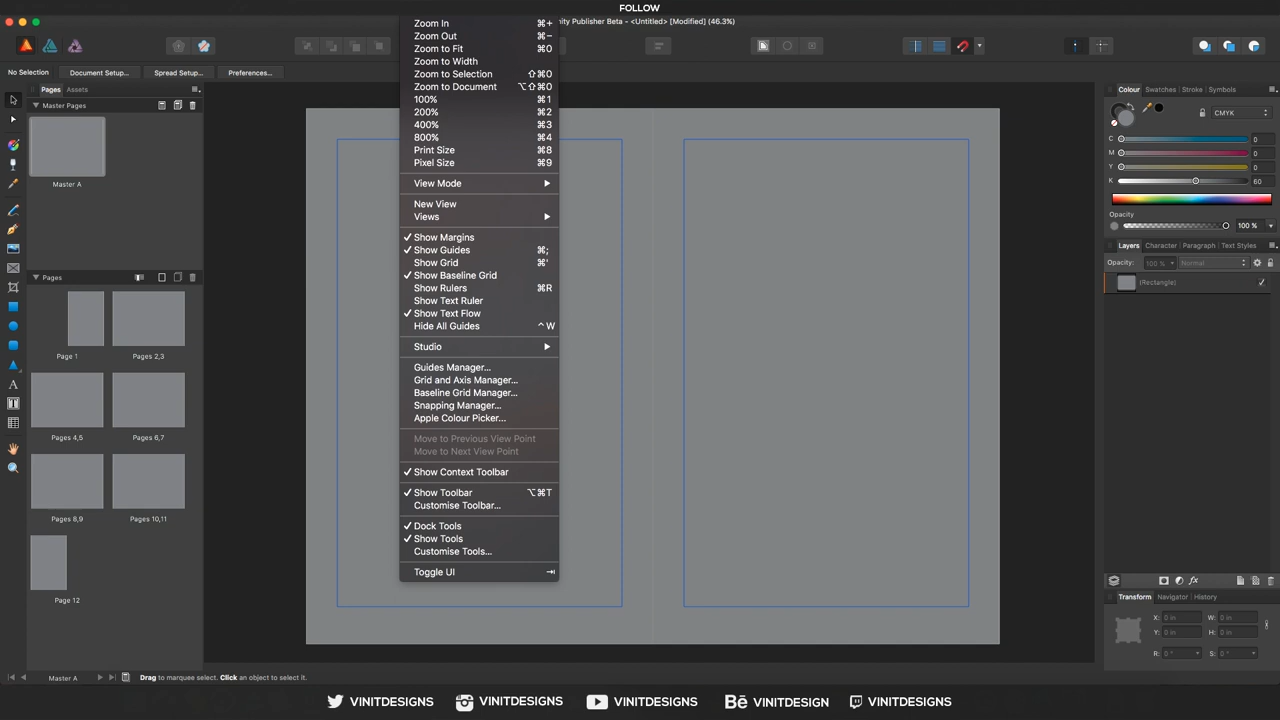 FOLLOW
nity Publisher Beta - <Untitled> [Modified] (46.3%)
No Selection
Document Setup...
Spread Setup...
Preferences...
Zoom In ⌘+
Zoom Out ⌘−
Zoom to Fit ⌘0
Zoom to Width
Zoom to Selection ⇧⌘0
Zoom to Document ⌥⇧⌘0
100% ⌘1
200% ⌘2
400% ⌘3
800% ⌘4
Print Size ⌘8
Pixel Size ⌘9
View Mode
New View
Views
Show Margins
Show Guides ⌘;
Show Grid ⌘'
Show Baseline Grid
Show Rulers ⌘R
Show Text Ruler
Show Text Flow
Hide All Guides ^W
Studio
Guides Manager...
Grid and Axis Manager...
Baseline Grid Manager...
Snapping Manager...
Apple Colour Picker...
Move to Previous View Point
Move to Next View Point
Show Context Toolbar
Show Toolbar ⌥⌘T
Customise Toolbar...
Dock Tools
Show Tools
Customise Tools...
Toggle UI ⇥
Pages Assets
Master Pages
Master A
Pages
Page 1
Pages 2,3
Pages 4,5
Pages 6,7
Pages 8,9
Pages 10,11
Page 12
Colour Swatches Stroke Symbols
CMYK
C 0
M 0
Y 0
K 60
Opacity
100 %
Layers Character Paragraph Text Styles
Opacity: 100 % Normal
(Rectangle)
fx
Transform Navigator History
X: 0 in W: 0 in
Y: 0 in H: 0 in
R: 0 ° S: 0 °
Master A
Drag to marquee select. Click an object to select it.
VINITDESIGNS
VINITDESIGNS
VINITDESIGNS
Bē VINITDESIGN
VINITDESIGNS